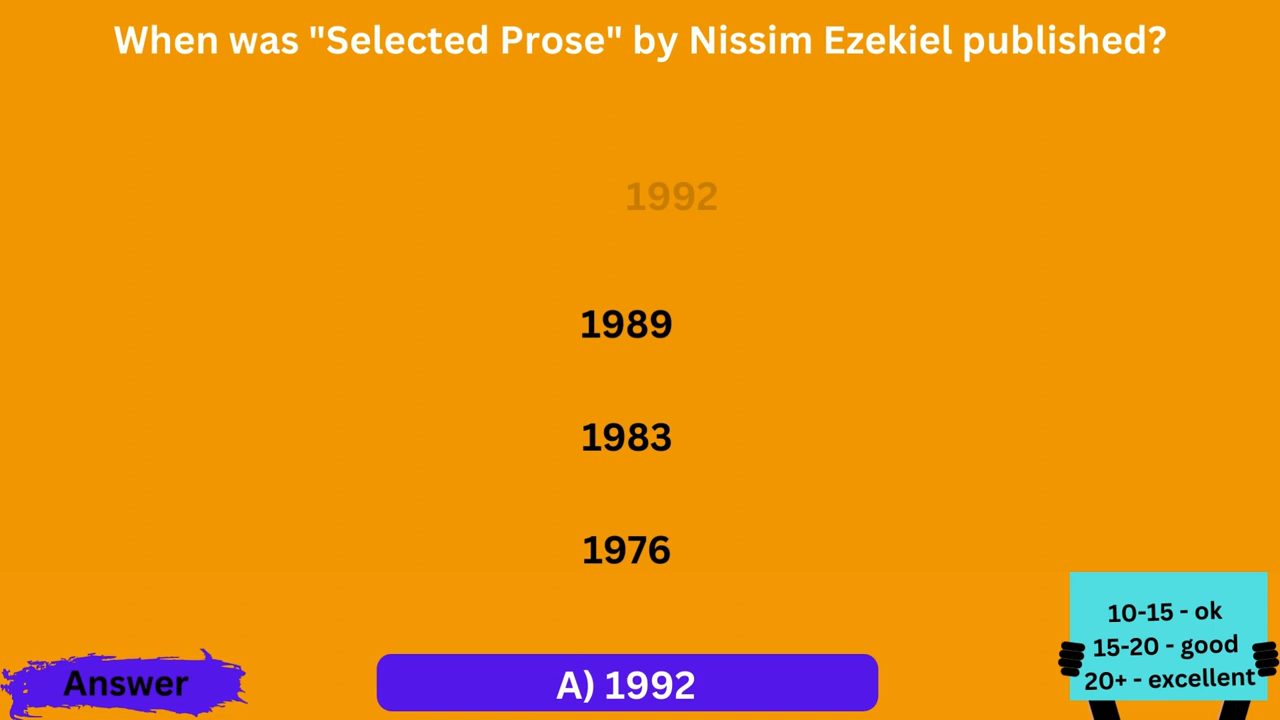 When was "Selected Prose" by Nissim Ezekiel published?
1992
1989
1983
1976
10-15 - ok
15-20 - good
20+ - excellent
Answer
A) 1992